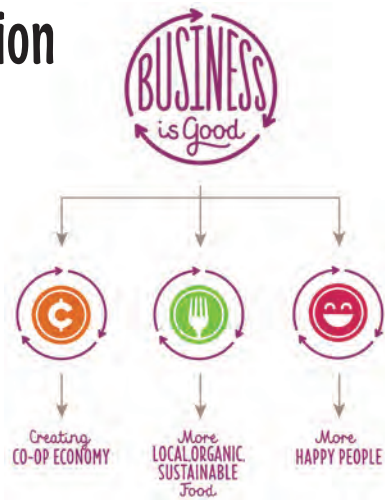 ion
BUSINESS
is Good
¢
Creating
CO-OP ECONOMY
More
LOCAL, ORGANIC,
SUSTAINABLE
Food
More
HAPPY PEOPLE